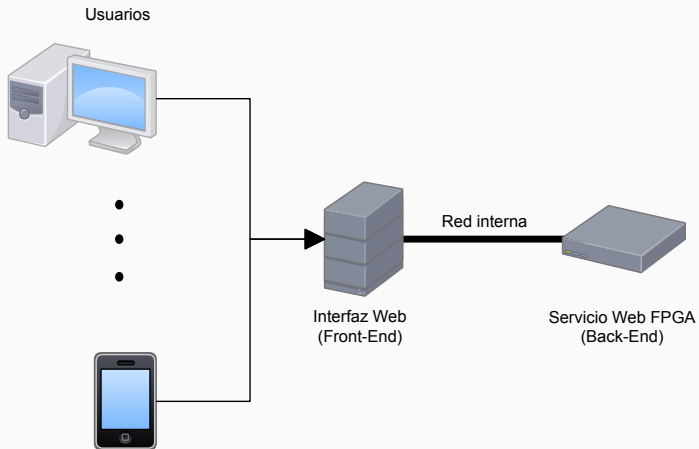 Usuarios
Red interna
Interfaz Web
(Front-End)
Servicio Web FPGA
(Back-End)